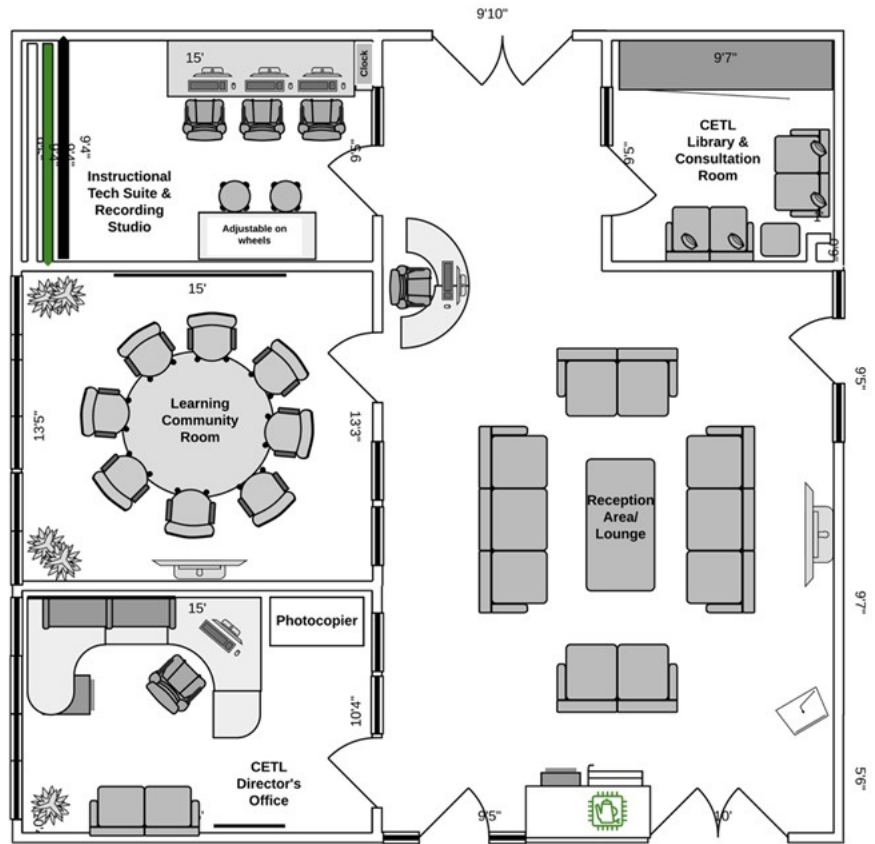 9'10"
15'
Clock
9'7"
9'4"
9'4"
9'4"
5'6
Instructional
Tech Suite &
Recording
Studio
Adjustable on
wheels
CETL
Library &
Consultation
Room
9'5"
15'
Learning
Community
Room
13'5"
13'3"
9'5"
Reception
Area/
Lounge
9'7"
15'
Photocopier
10'4"
CETL
Director's
Office
5'6"
9'5"
10'